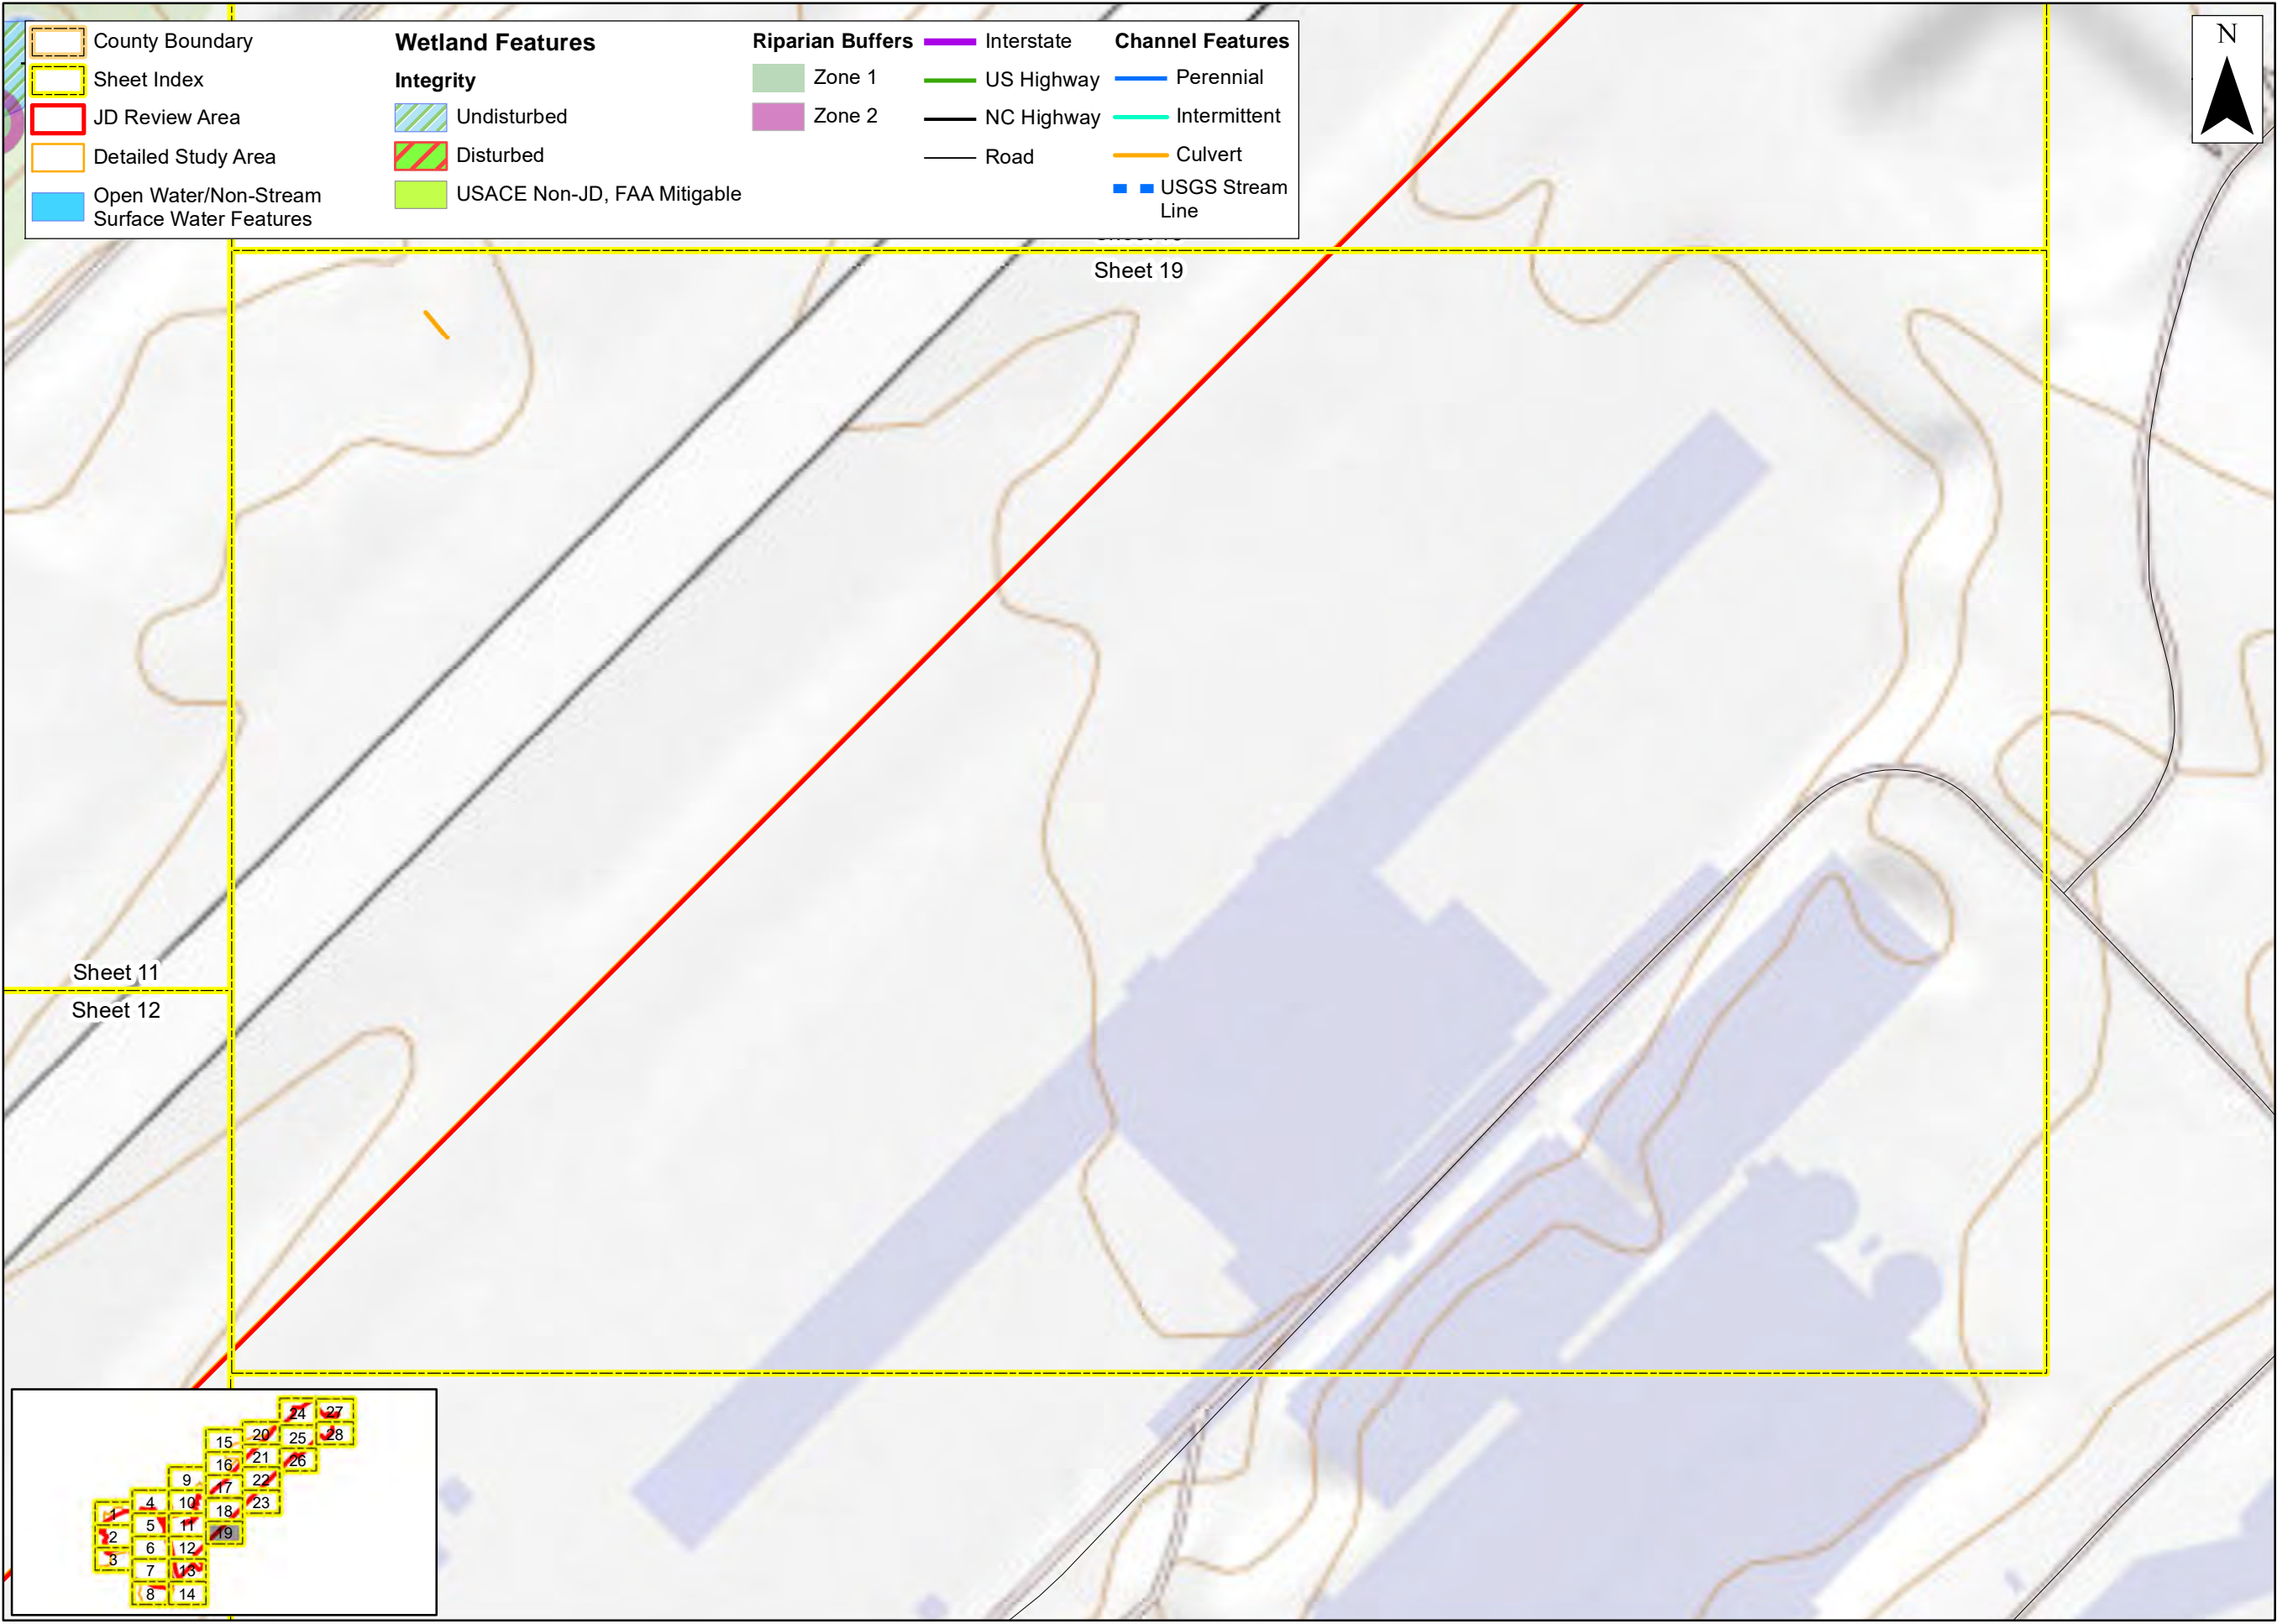 County Boundary
Sheet Index
JD Review Area
Detailed Study Area
Open Water/Non-Stream
Surface Water Features
Wetland Features
Integrity
Undisturbed
Disturbed
USACE Non-JD, FAA Mitigable
Riparian Buffers
Zone 1
Zone 2
Interstate
US Highway
NC Highway
Road
Channel Features
Perennial
Intermittent
Culvert
USGS Stream
Line
N
Sheet 19
Sheet 11
Sheet 12
24 27
15 20 25 28
16 21 26
9 17 22
4 10 18 23
1 5 11 19
2 6 12
3 7 13
8 14